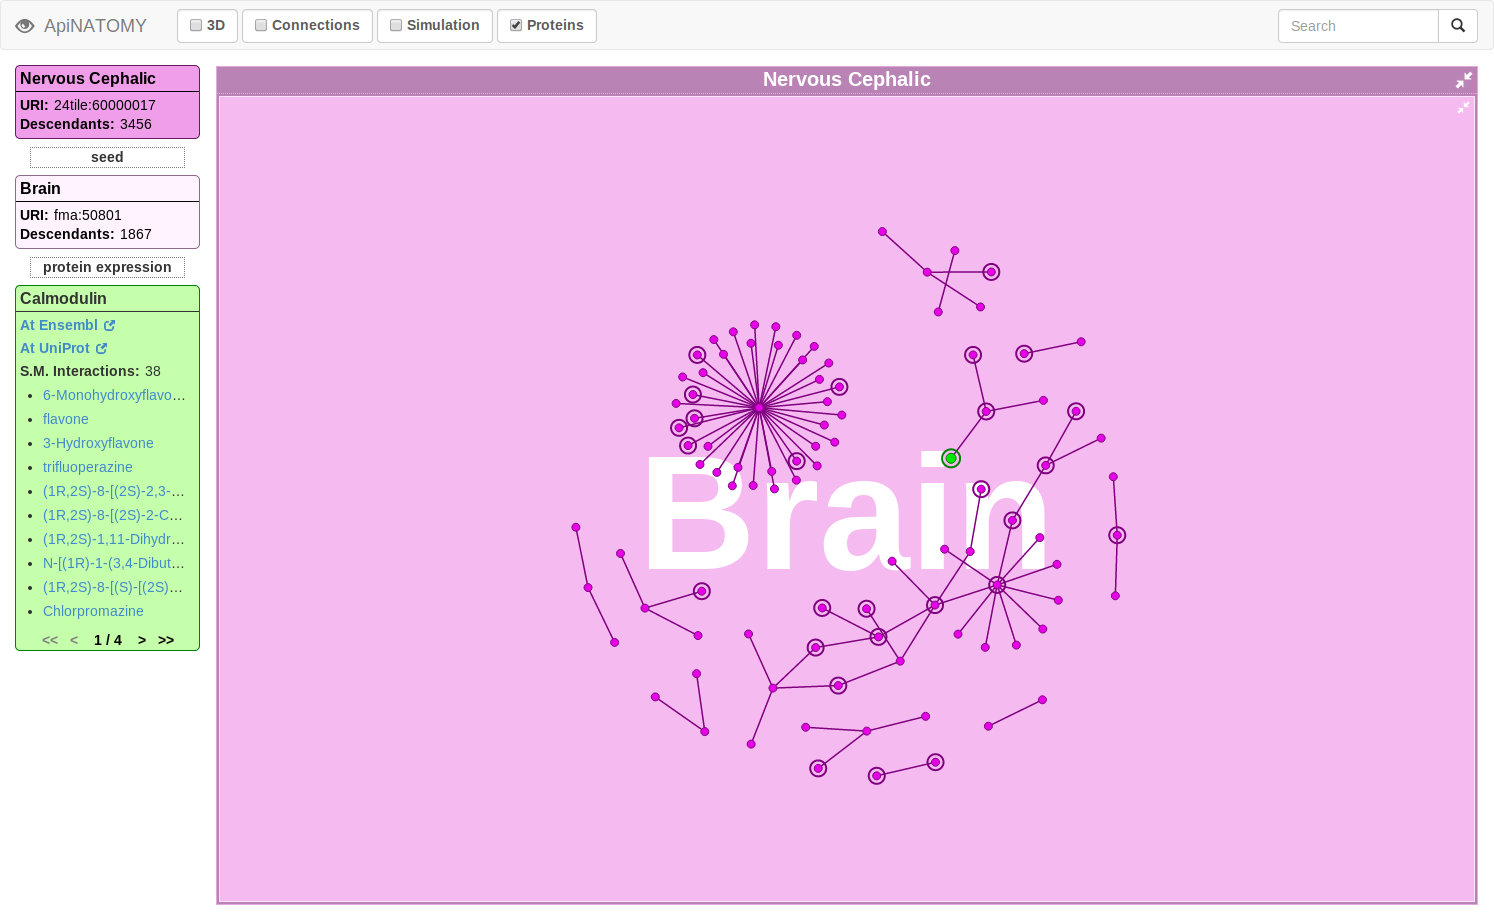 ApiNATOMY
3D
Connections
Simulation
Proteins
Search
Nervous Cephalic
URI: 24tile:60000017
Descendants: 3456
seed
Brain
URI: fma:50801
Descendants: 1867
protein expression
Calmodulin
At Ensembl
At UniProt
S.M. Interactions: 38
6-Monohydroxyflavo...
flavone
3-Hydroxyflavone
trifluoperazine
(1R,2S)-8-[(2S)-2,3-...
(1R,2S)-8-[(2S)-2-C...
(1R,2S)-1,11-Dihydr...
N-[(1R)-1-(3,4-Dibut...
(1R,2S)-8-[(S)-[(2S)...
Chlorpromazine
<< < 1 / 4 > >>
Nervous Cephalic
Brain